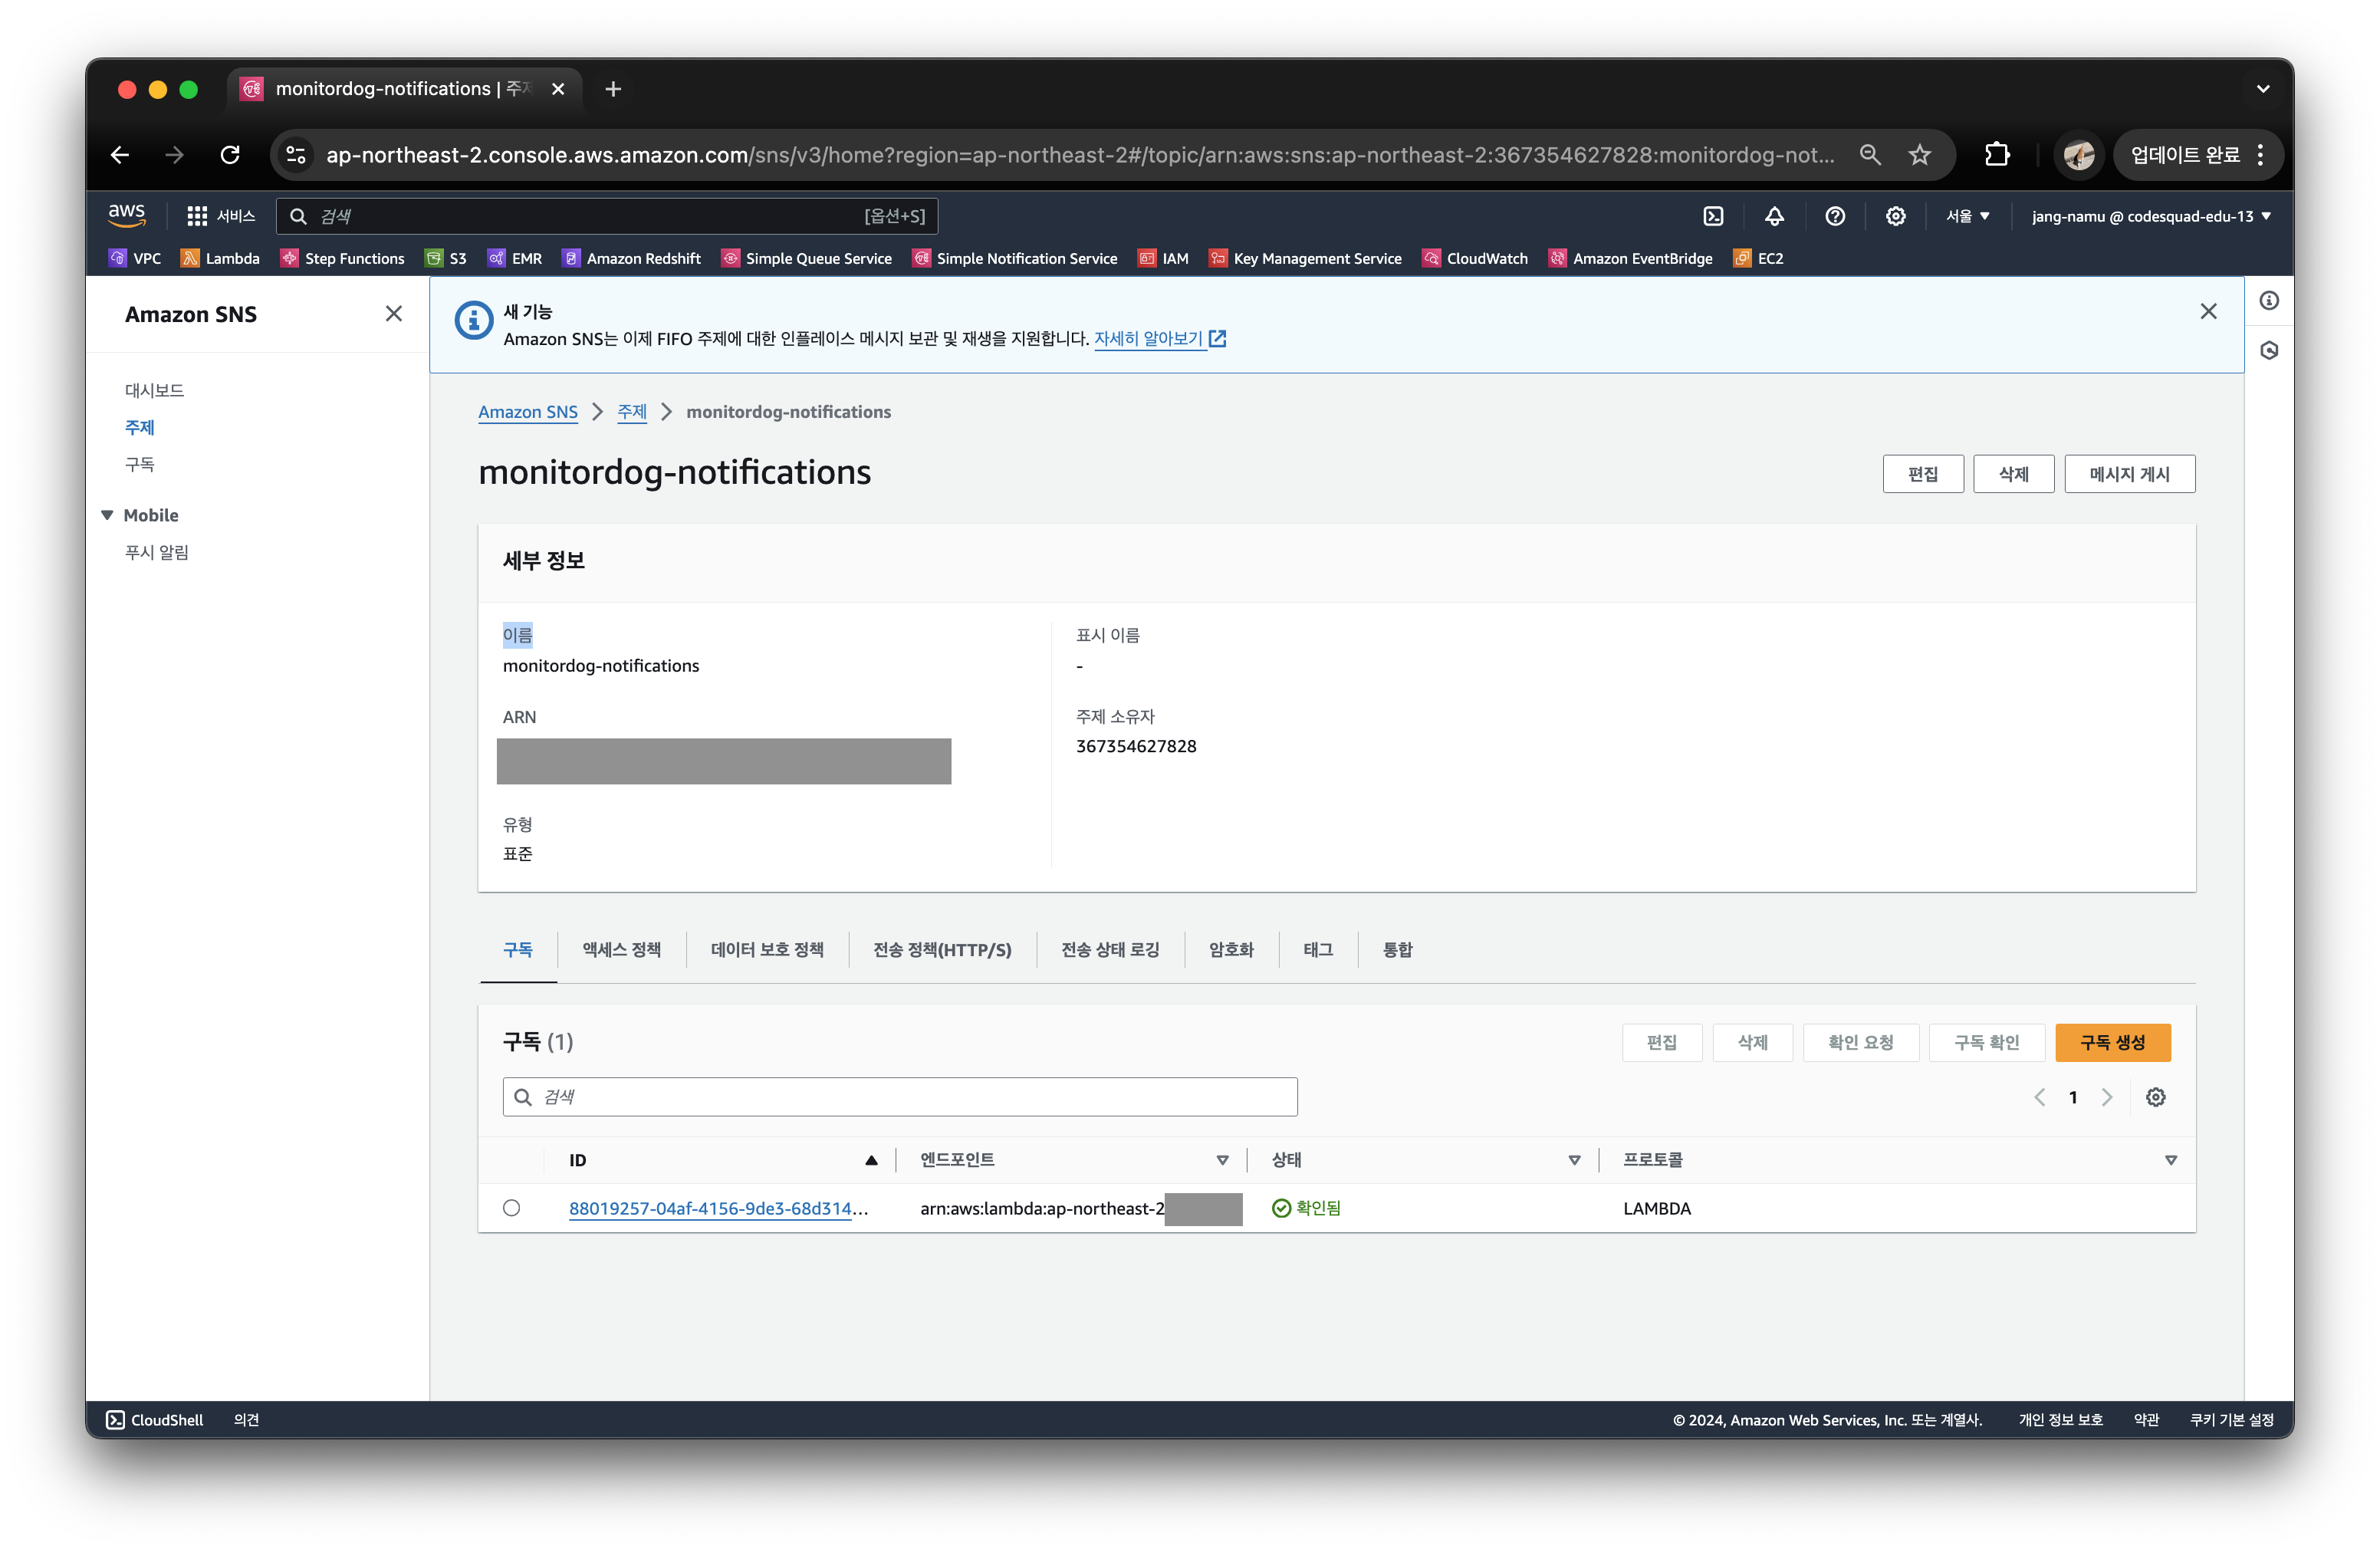 monitordog-notifications | 주제
ap-northeast-2.console.aws.amazon.com/sns/v3/home?region=ap-northeast-2#/topic/arn:aws:sns:ap-northeast-2:367354627828:monitordog-not...
업데이트 완료
aws
서비스
검색
[옵션+S]
서울
jang-namu @ codesquad-edu-13
VPC
Lambda
Step Functions
S3
EMR
Amazon Redshift
Simple Queue Service
Simple Notification Service
IAM
Key Management Service
CloudWatch
Amazon EventBridge
EC2
Amazon SNS
대시보드
주제
구독
Mobile
푸시 알림
새 기능
Amazon SNS는 이제 FIFO 주제에 대한 인플레이스 메시지 보관 및 재생을 지원합니다. 자세히 알아보기
Amazon SNS > 주제 > monitordog-notifications
monitordog-notifications
편집
삭제
메시지 게시
세부 정보
이름
monitordog-notifications
ARN
유형
표준
표시 이름
-
주제 소유자
367354627828
구독
액세스 정책
데이터 보호 정책
전송 정책(HTTP/S)
전송 상태 로깅
암호화
태그
통합
구독 (1)
편집
삭제
확인 요청
구독 확인
구독 생성
검색
1
ID
엔드포인트
상태
프로토콜
88019257-04af-4156-9de3-68d314...
arn:aws:lambda:ap-northeast-2
확인됨
LAMBDA
CloudShell
의견
© 2024, Amazon Web Services, Inc. 또는 계열사.
개인 정보 보호
약관
쿠키 기본 설정